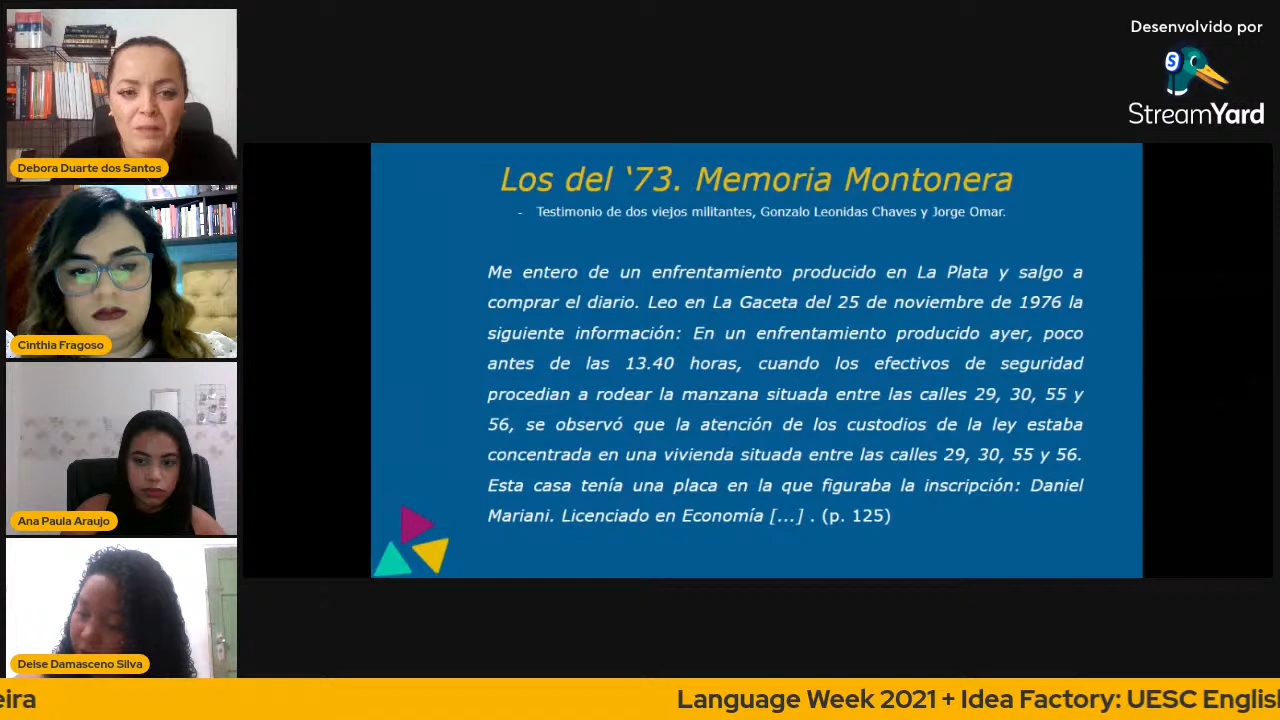 Desenvolvido por
StreamYard
Debora Duarte dos Santos
Cinthia Fragoso
Ana Paula Araujo
Deise Damasceno Silva
Los del ‘73. Memoria Montonera
- Testimonio de dos viejos militantes, Gonzalo Leonidas Chaves y Jorge Omar.
Me entero de un enfrentamiento producido en La Plata y salgo a
comprar el diario. Leo en La Gaceta del 25 de noviembre de 1976 la
siguiente información: En un enfrentamiento producido ayer, poco
antes de las 13.40 horas, cuando los efectivos de seguridad
procedian a rodear la manzana situada entre las calles 29, 30, 55 y
56, se observó que la atención de los custodios de la ley estaba
concentrada en una vivienda situada entre las calles 29, 30, 55 y 56.
Esta casa tenía una placa en la que figuraba la inscripción: Daniel
Mariani. Licenciado en Economía [...] . (p. 125)
eira
Language Week 2021 + Idea Factory: UESC English